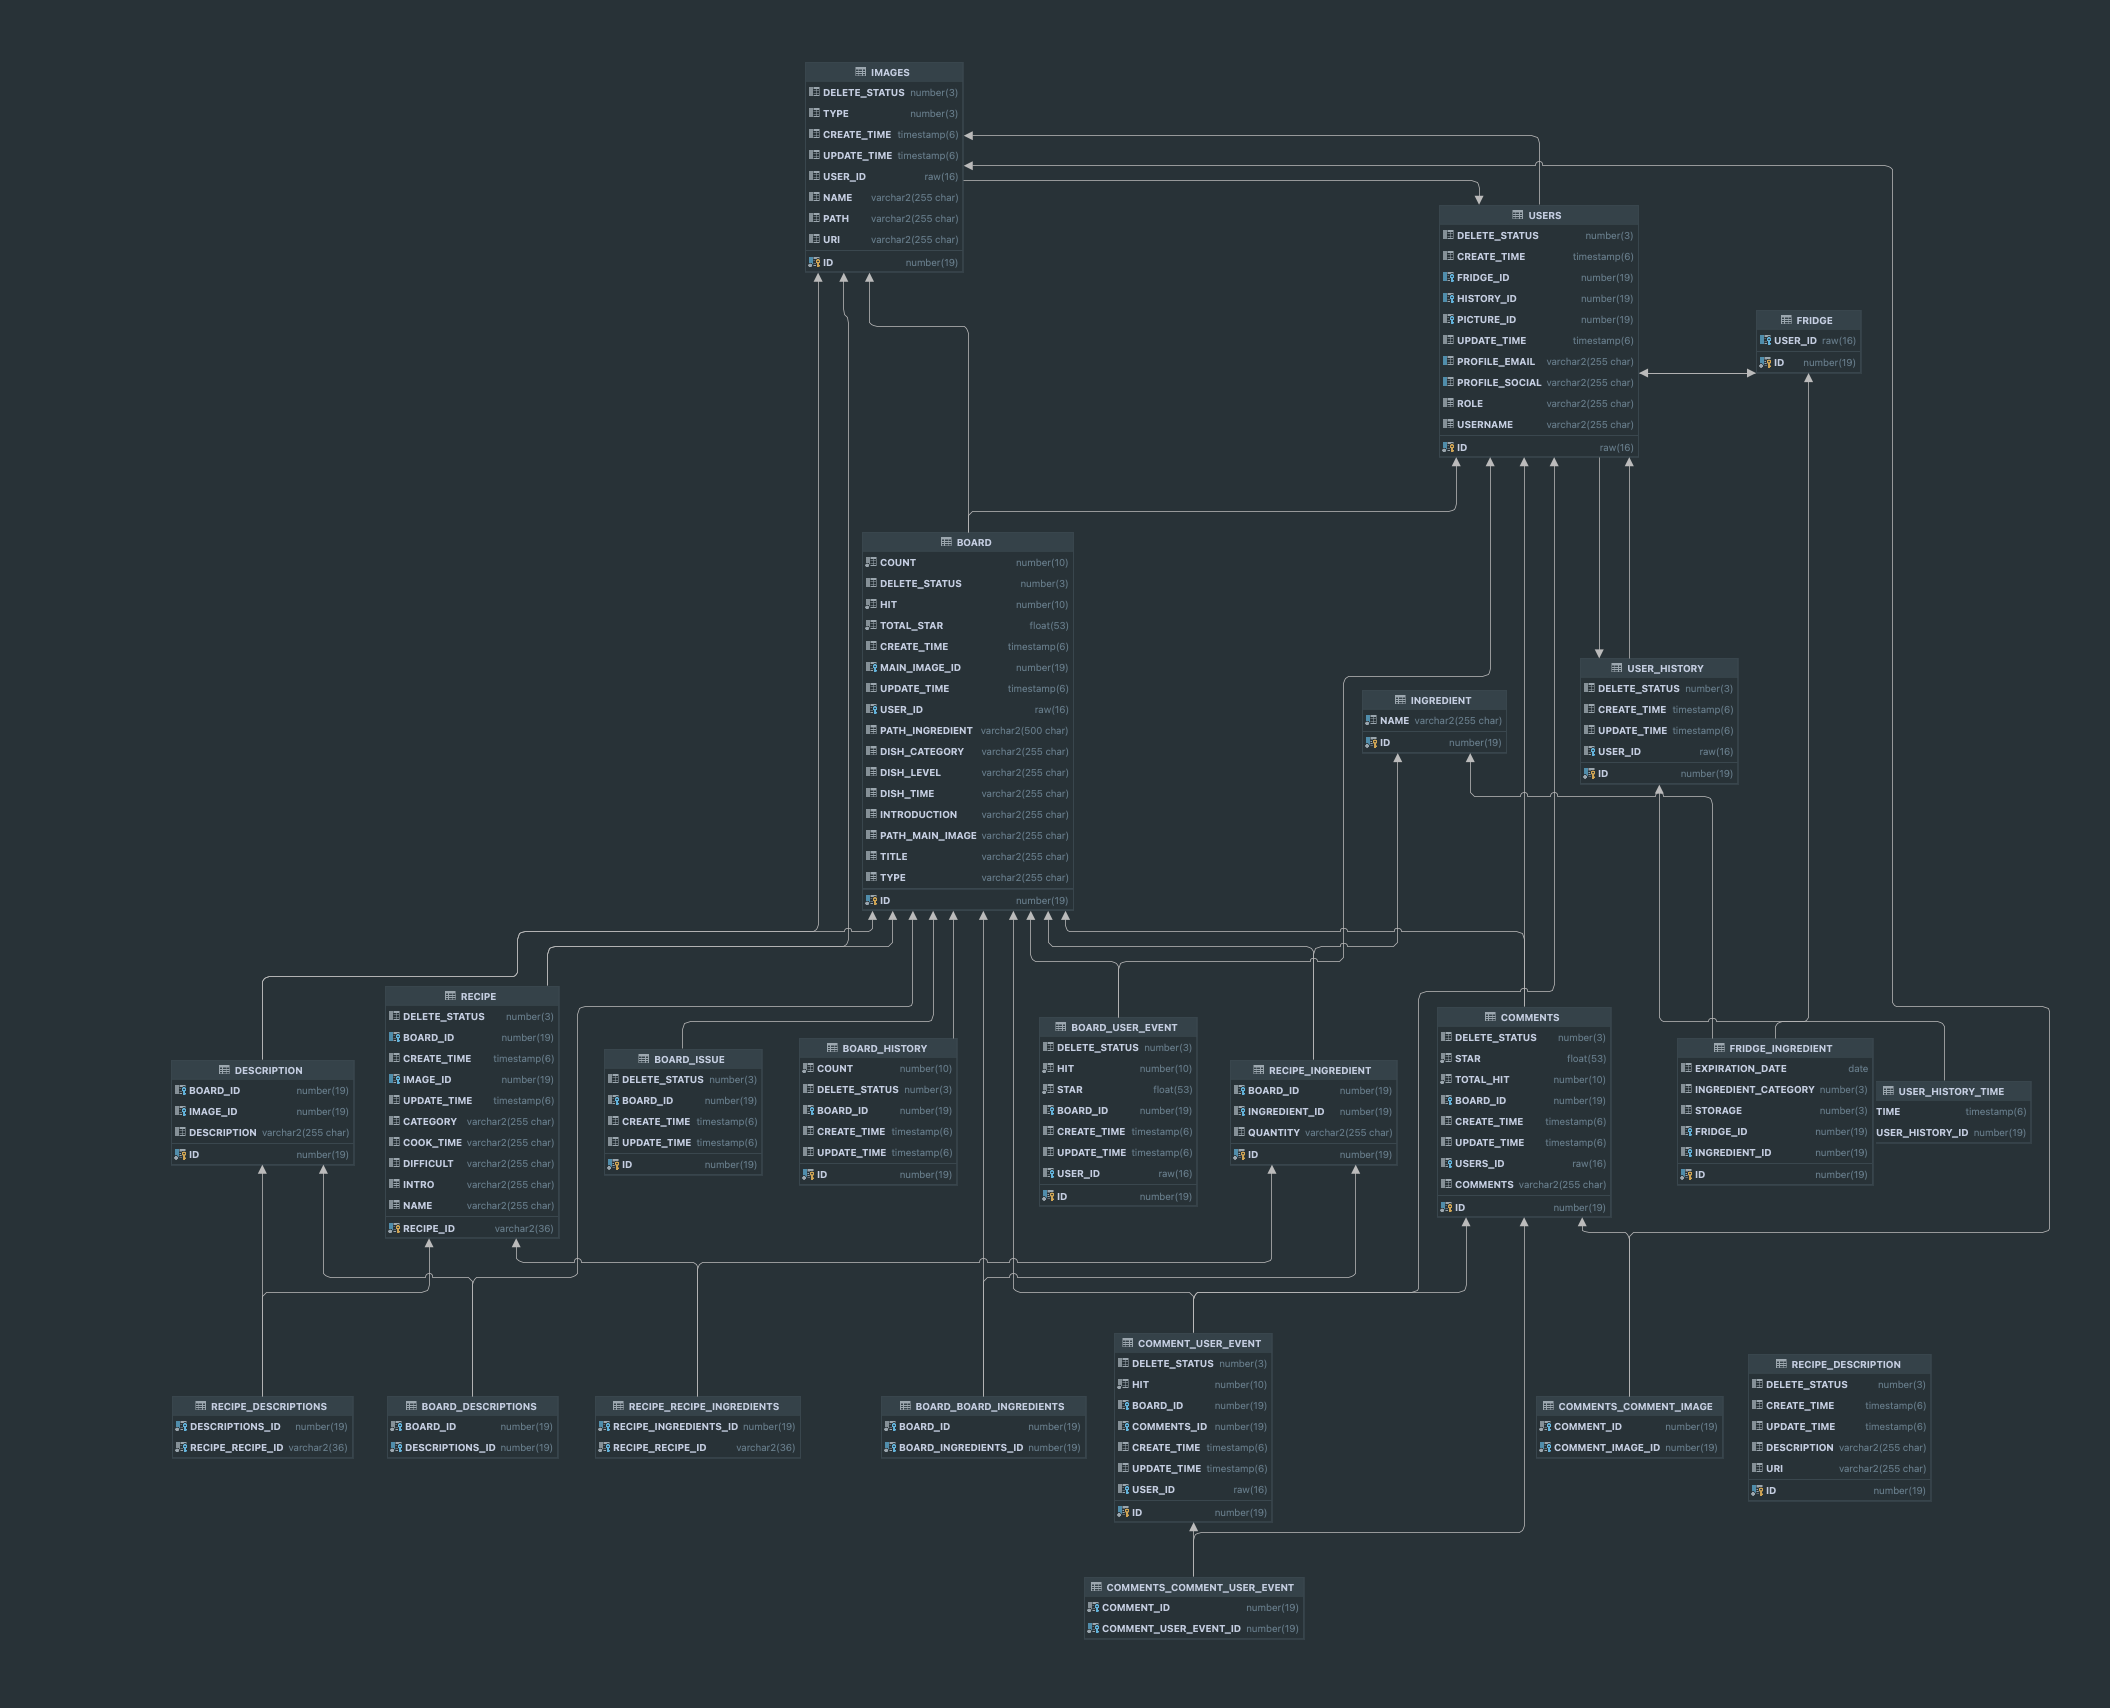 IMAGES
DELETE_STATUS number(3)
TYPE number(3)
CREATE_TIME timestamp(6)
UPDATE_TIME timestamp(6)
USER_ID raw(16)
NAME varchar2(255 char)
PATH varchar2(255 char)
URI varchar2(255 char)
ID number(19)
USERS
DELETE_STATUS number(3)
CREATE_TIME timestamp(6)
FRIDGE_ID number(19)
HISTORY_ID number(19)
PICTURE_ID number(19)
UPDATE_TIME timestamp(6)
PROFILE_EMAIL varchar2(255 char)
PROFILE_SOCIAL varchar2(255 char)
ROLE varchar2(255 char)
USERNAME varchar2(255 char)
ID raw(16)
FRIDGE
USER_ID raw(16)
ID number(19)
BOARD
COUNT number(10)
DELETE_STATUS number(3)
HIT number(10)
TOTAL_STAR float(53)
CREATE_TIME timestamp(6)
MAIN_IMAGE_ID number(19)
UPDATE_TIME timestamp(6)
USER_ID raw(16)
PATH_INGREDIENT varchar2(500 char)
DISH_CATEGORY varchar2(255 char)
DISH_LEVEL varchar2(255 char)
DISH_TIME varchar2(255 char)
INTRODUCTION varchar2(255 char)
PATH_MAIN_IMAGE varchar2(255 char)
TITLE varchar2(255 char)
TYPE varchar2(255 char)
ID number(19)
INGREDIENT
NAME varchar2(255 char)
ID number(19)
USER_HISTORY
DELETE_STATUS number(3)
CREATE_TIME timestamp(6)
UPDATE_TIME timestamp(6)
USER_ID raw(16)
ID number(19)
DESCRIPTION
BOARD_ID number(19)
IMAGE_ID number(19)
DESCRIPTION varchar2(255 char)
ID number(19)
RECIPE
DELETE_STATUS number(3)
BOARD_ID number(19)
CREATE_TIME timestamp(6)
IMAGE_ID number(19)
UPDATE_TIME timestamp(6)
CATEGORY varchar2(255 char)
COOK_TIME varchar2(255 char)
DIFFICULT varchar2(255 char)
INTRO varchar2(255 char)
NAME varchar2(255 char)
RECIPE_ID varchar2(36)
BOARD_ISSUE
DELETE_STATUS number(3)
BOARD_ID number(19)
CREATE_TIME timestamp(6)
UPDATE_TIME timestamp(6)
ID number(19)
BOARD_HISTORY
COUNT number(10)
DELETE_STATUS number(3)
BOARD_ID number(19)
CREATE_TIME timestamp(6)
UPDATE_TIME timestamp(6)
ID number(19)
BOARD_USER_EVENT
DELETE_STATUS number(3)
HIT number(10)
STAR float(53)
BOARD_ID number(19)
CREATE_TIME timestamp(6)
UPDATE_TIME timestamp(6)
USER_ID raw(16)
ID number(19)
RECIPE_INGREDIENT
BOARD_ID number(19)
INGREDIENT_ID number(19)
QUANTITY varchar2(255 char)
ID number(19)
COMMENTS
DELETE_STATUS number(3)
STAR float(53)
TOTAL_HIT number(10)
BOARD_ID number(19)
CREATE_TIME timestamp(6)
UPDATE_TIME timestamp(6)
USERS_ID raw(16)
COMMENTS varchar2(255 char)
ID number(19)
FRIDGE_INGREDIENT
EXPIRATION_DATE date
INGREDIENT_CATEGORY number(3)
STORAGE number(3)
FRIDGE_ID number(19)
INGREDIENT_ID number(19)
ID number(19)
USER_HISTORY_TIME
TIME timestamp(6)
USER_HISTORY_ID number(19)
RECIPE_DESCRIPTIONS
DESCRIPTIONS_ID number(19)
RECIPE_RECIPE_ID varchar2(36)
BOARD_DESCRIPTIONS
BOARD_ID number(19)
DESCRIPTIONS_ID number(19)
RECIPE_RECIPE_INGREDIENTS
RECIPE_INGREDIENTS_ID number(19)
RECIPE_RECIPE_ID varchar2(36)
BOARD_BOARD_INGREDIENTS
BOARD_ID number(19)
BOARD_INGREDIENTS_ID number(19)
COMMENT_USER_EVENT
DELETE_STATUS number(3)
HIT number(10)
BOARD_ID number(19)
COMMENTS_ID number(19)
CREATE_TIME timestamp(6)
UPDATE_TIME timestamp(6)
USER_ID raw(16)
ID number(19)
COMMENTS_COMMENT_IMAGE
COMMENT_ID number(19)
COMMENT_IMAGE_ID number(19)
RECIPE_DESCRIPTION
DELETE_STATUS number(3)
CREATE_TIME timestamp(6)
UPDATE_TIME timestamp(6)
DESCRIPTION varchar2(255 char)
URI varchar2(255 char)
ID number(19)
COMMENTS_COMMENT_USER_EVENT
COMMENT_ID number(19)
COMMENT_USER_EVENT_ID number(19)